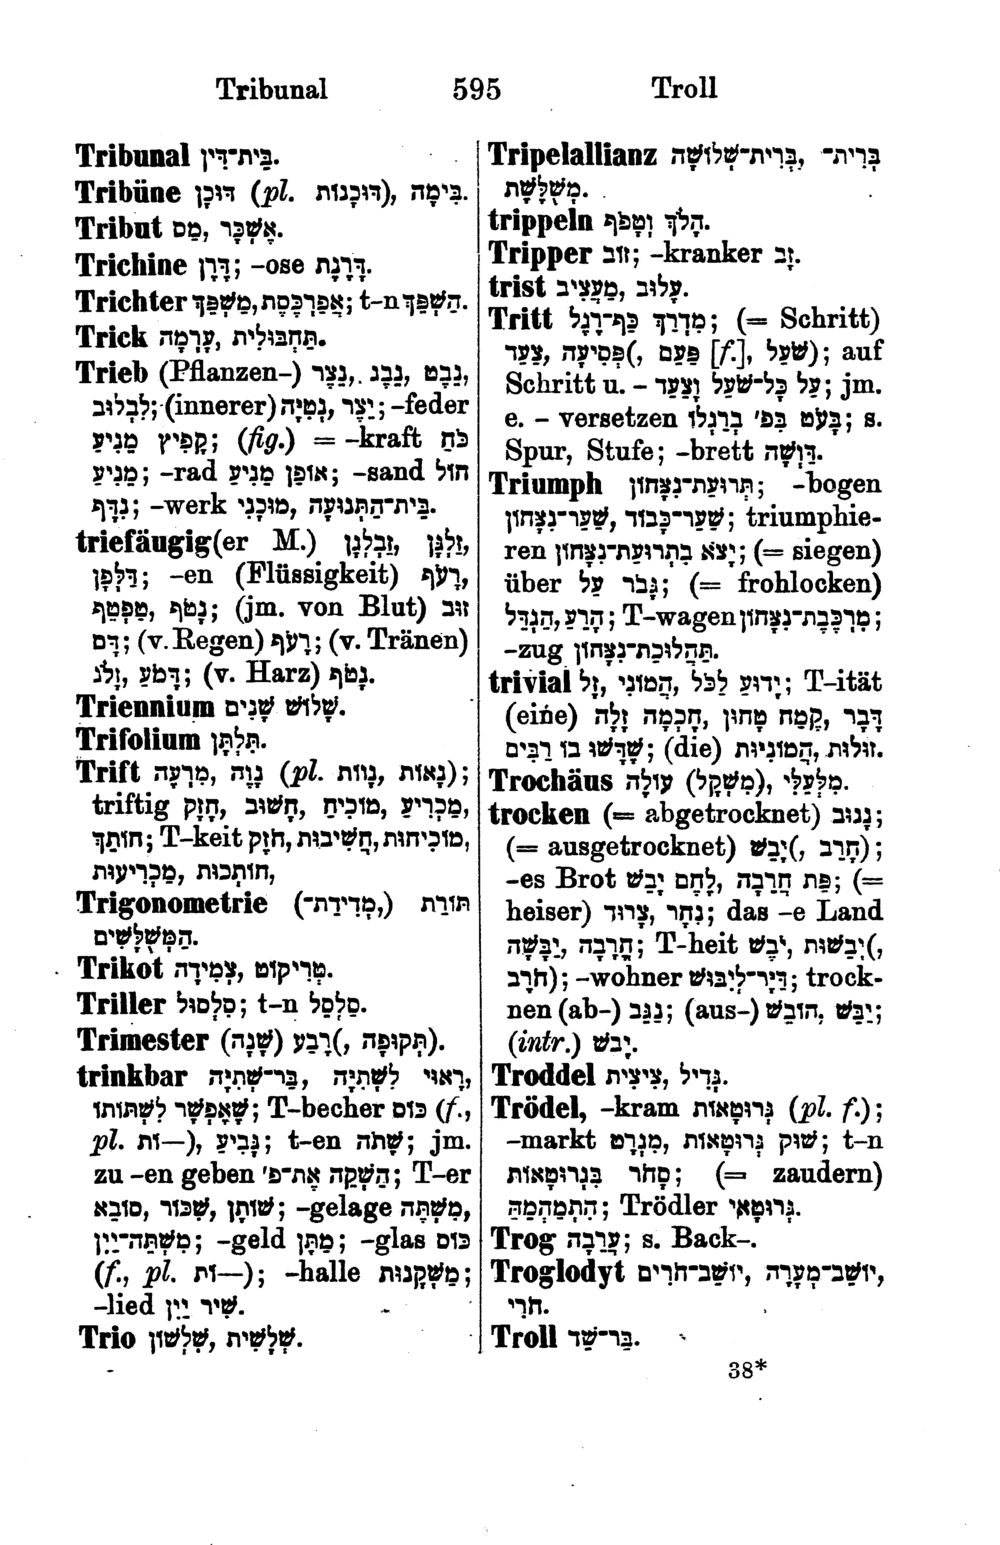 Tribunal 595 Troll
Tribunal בֵּית־דִּין.
Tribüne דּוּכָן (pl. דּוּכָנוֹת), בִּימָה.
Tribut מַס, אֶשְׁכָּר.
Trichine דָּרָן; -ose דָּרֶנֶת.
Trichter אֲפַרְכֶּסֶת, מַשְׁפֵּךְ; t-n הַשְׁפֵּךְ.
Trick תַּחְבּוּלִית, עָרְמָה.
Trieb (Pflanzen-) נֶבֶט, נֶבֶג, נֵצֶר,
לִבְלוּב; (innerer) יֵצֶר, נְטִיָּה; -feder
קָפִיץ מֵנִיעַ; (fig.) = -kraft כֹּחַ
מֵנִיעַ; -rad אוֹפַן מֵנִיעַ; -sand חוֹל
נִדָּף; -werk בֵּית־הַתְּנוּעָה, מוּכָנִי.
triefäugig(er M.) זַלְגָּן, זַבְלְגָן,
דַּלְפָן; -en (Flüssigkeit) רָעֹף,
נָטֹף, טַפְטֵף; (jm. von Blut) זוּב
דָּם; (v. Regen) רָעֹף; (v. Tränen)
דָּמֹעַ, זָלֹג; (v. Harz) נָטֹף.
Triennium שָׁלוֹשׁ שָׁנִים.
Trifolium תִּלְתָּן.
Trift נָוֶה, מִרְעֶה (pl. נָאוֹת, נָווֹת);
triftig מַכְרִיעַ, מוֹכִיחַ, חָשׁוּב, חָזָק,
חוֹתֵךְ; T-keit מוֹכִיחוּת, חֲשִׁיבוּת, חֹזֶק,
חוֹתְכוּת, מַכְרִיעוּת,
Trigonometrie תּוֹרַת (מְדִידַת־)
הַמְּשֻׁלָּשִׁים.
Trikot טְרִיקוֹט, צְמִידָה.
Triller סִלְסוּל; t-n סַלְסֵל.
Trimester רֶבַע (שָׁנָה), תְּקוּפָה).
trinkbar רָאוּי לִשְׁתִיָּה, בַּר־שְׁתִיָּה,
שֶׁאֶפְשָׁר לִשְׁתּוֹתוֹ; T-becher כּוֹס (f.,
pl. —וֹת), גָּבִיעַ; t-en שָׁתֹה; jm.
zu -en geben הַשְׁקֵה אֶת־פ'; T-er
שׁוֹתֶן, שִׁכּוֹר, סוֹבֵא; -gelage מִשְׁתֶּה,
מִשְׁתֵּה־יַיִן; -geld מַתָּן; -glas כּוֹס
(f., pl. —וֹת); -halle מַשְׁקָנוּת;
-lied שִׁיר יַיִן.
Trio שְׁלָשִׁית, שִׁלְשׁוֹן.
Tripelallianz בְּרִית־שְׁלוֹשָׁה, בְּרִית־
מְשֻׁלֶּשֶׁת.
trippeln הָלֹךְ וְטָפֹף.
Tripper זוֹב; -kranker זָב.
trist עָלוּב, מַעֲצִיב.
Tritt מִדְרַךְ כַּף־רֶגֶל; (= Schritt)
פְּסִיעָה, צַעַד), פַּעַם [f.], שַׁעַל); auf
Schritt u. - עַל כָּל־שַׁעַל וָצַעַד; jm.
e. - versetzen בָּעֹט בִּפ' בְּרַגְלוֹ; s.
Spur, Stufe; -brett דַּוְשָׁה.
Triumph תְּרוּעַת־נִצָּחוֹן; -bogen
שַׁעַר־כָּבוֹד, שַׁעַר־נִצָּחוֹן; triumphie-
ren יָצֹא בִתְרוּעַת־נִצָּחוֹן; (= siegen)
über גָּבֹר עַל; (= frohlocken)
הָרֵעַ, הִגָּדֵל; T-wagen מֶרְכֶּבֶת־נִצָּחוֹן;
-zug תַּהֲלוּכַת־נִצָּחוֹן.
trivial יָדוּעַ לַכֹּל, הֲמוֹנִי, זָל; T-ität
(eine) דָּבָר, קֶמַח טָחוּן, חָכְמָה זָלָה
שֶׁדָּשׁוּ בוֹ רַבִּים; (die) זוֹלוּת, הֲמוֹנִיּוּת.
Trochäus עוֹלֶה (מִשְׁקָל), מִלְּעֵלִי.
trocken (= abgetrocknet) נָגוּב;
(= ausgetrocknet) יָבֵשׁ), חָרֵב);
-es Brot פַּת חֲרֵבָה, לֶחֶם יָבֵשׁ; (=
heiser) נִחָר, צָרוּד; das -e Land
חֲרָבָה, יַבָּשָׁה; T-heit יַבְשׁוּת, יֹבֶשׁ),
חֹרֶב); -wohner דַּיָּר־לְיִבּוּשׁ; trock-
nen (ab-) נַגֵּב; (aus-) יַבֵּשׁ, הוֹבֵשׁ;
(intr.) יָבֹשׁ.
Troddel גָּדִיל, צִיצִית.
Trödel, -kram גְּרוּטָאוֹת (pl. f.);
-markt שׁוּק גְּרוּטָאוֹת, מִגְרָט; t-n
סָחֹר בִּגְרוּטָאוֹת; (= zaudern)
הִתְמַהְמֵהַּ; Trödler גְּרוּטָאִי.
Trog עֲרֵבָה; s. Back-.
Troglodyt יוֹשֵׁב־מְעָרָה, יוֹשֵׁב־חֹרִים,
חֹרִי.
Troll בַּר־שֵׁד.
38*